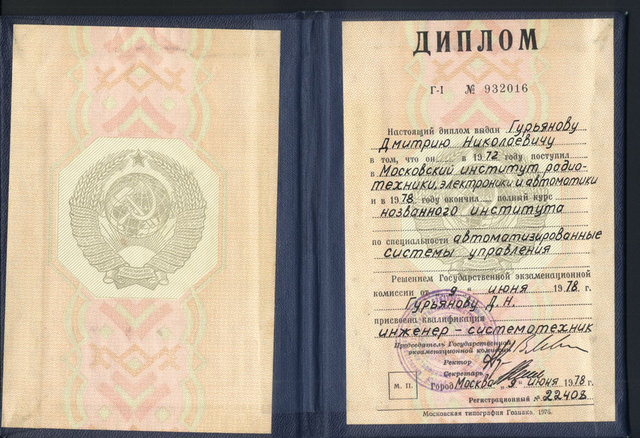 ДИПЛОМ
Г-I № 932016
Настоящий диплом выдан Гурьянову
Дмитрию Николаевичу
в том, что он в 1972 году поступил
в Московский институт радио-
техники, электроники и автоматики
и в 1978 году окончил полный курс
названного института
по специальности автоматизированные
системы управления
Решением Государственной экзаменационной
комиссии от „9" июня 1978 г.
Гурьянову Д.Н.
присвоена квалификация
инженер - системотехник
Председатель Государственной
экзаменационной комиссии
Ректор
Секретарь
М. П. Город Москва „9" июня 1978 г.
Регистрационный № 22408
Московская типография Гознака. 1976.